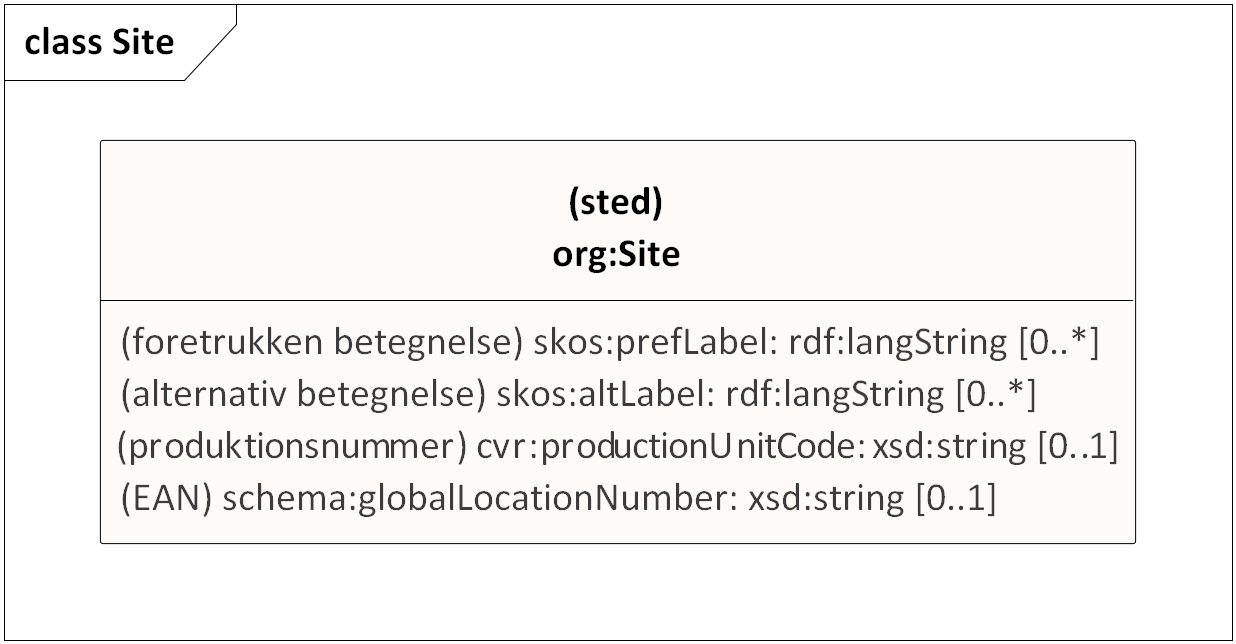 class Site
(sted)
org:Site
(foretrukken betegnelse) skos:prefLabel: rdf:langString [0..*]
(alternativ betegnelse) skos:altLabel: rdf:langString [0..*]
(produktionsnummer) cvr:productionUnitCode: xsd:string [0..1]
(EAN) schema:globalLocationNumber: xsd:string [0..1]